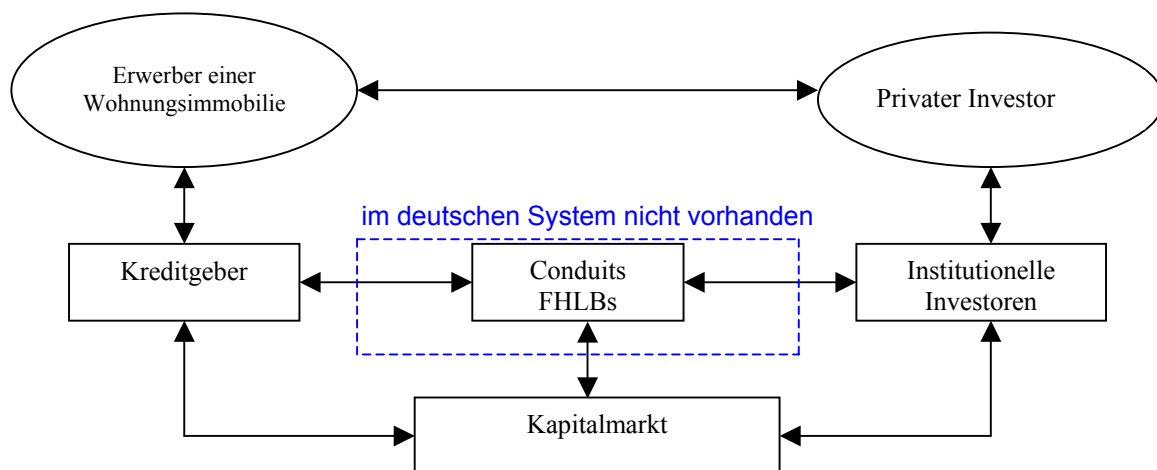 Erwerber einer
Wohnungsimmobilie
Privater Investor
im deutschen System nicht vorhanden
Kreditgeber
Conduits
FHLBs
Institutionelle
Investoren
Kapitalmarkt